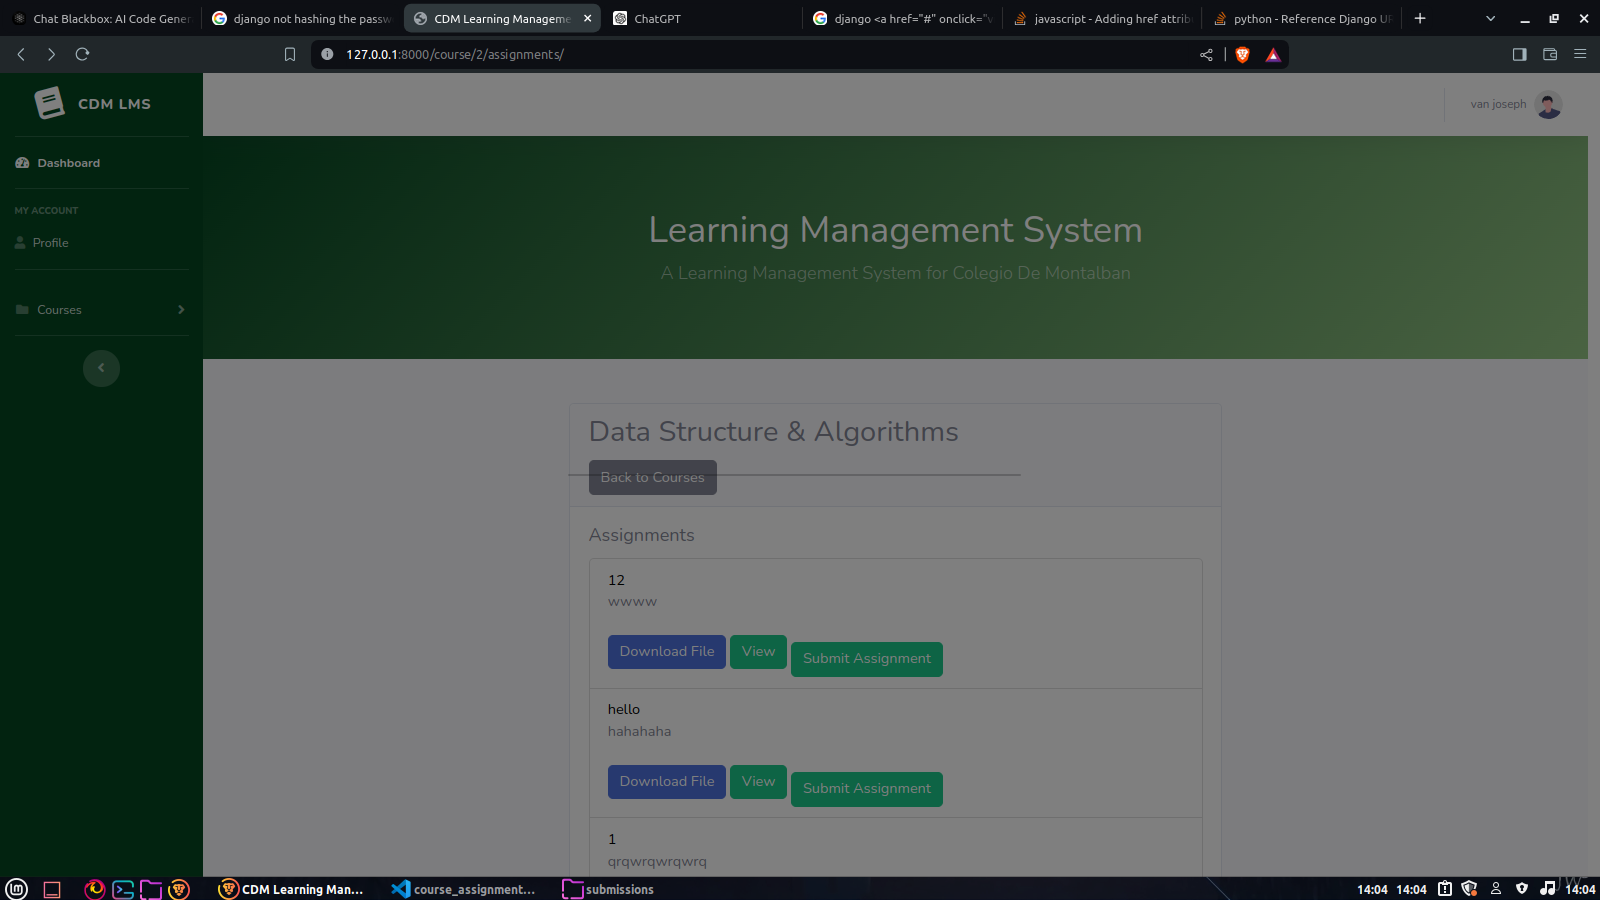 Chat Blackbox: AI Code Gener
django not hashing the passw
CDM Learning Manageme
ChatGPT
django <a href="#" onclick="v
javascript - Adding href attrib
python - Reference Django UR
127.0.0.1:8000/course/2/assignments/
CDM LMS
van joseph
Dashboard
MY ACCOUNT
Profile
Courses
Learning Management System
A Learning Management System for Colegio De Montalban
Data Structure & Algorithms
Back to Courses
Assignments
12
wwww
Download File View Submit Assignment
hello
hahahaha
Download File View Submit Assignment
1
qrqwrqwrqwrq
CDM Learning Man...
course_assignment...
submissions
14:04 14:04
14:04